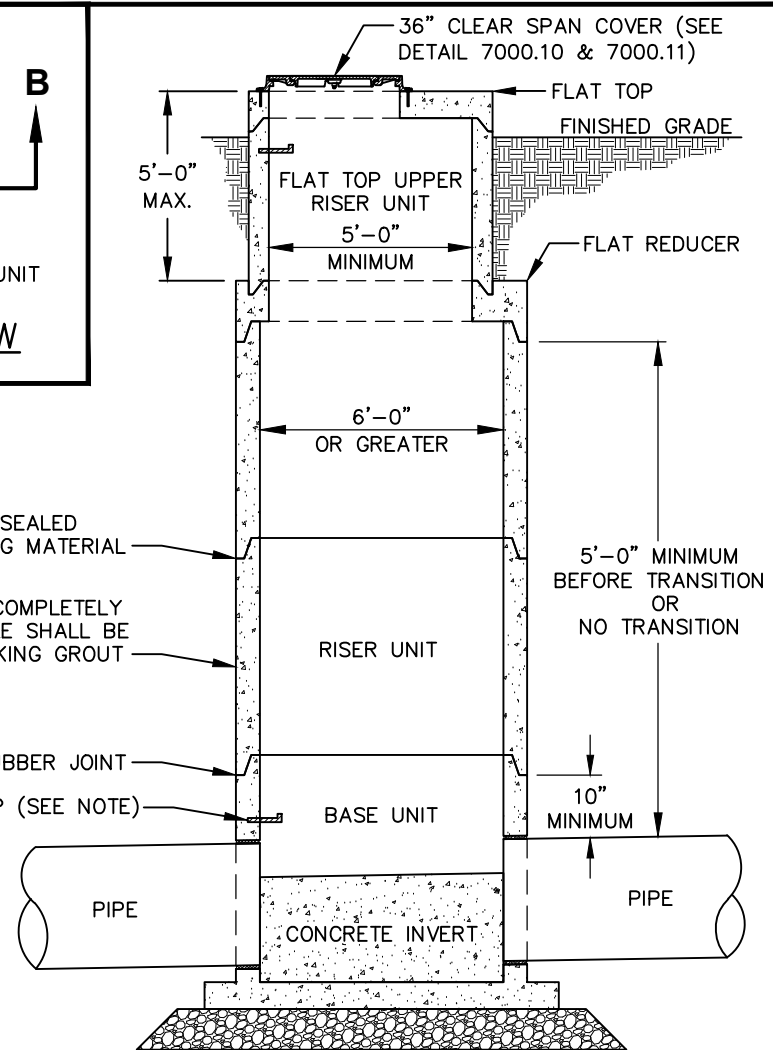 36" CLEAR SPAN COVER (SEE
DETAIL 7000.10 & 7000.11)
B
FLAT TOP
FINISHED GRADE
5'-0"
MAX.
FLAT TOP UPPER
RISER UNIT
5'-0"
MINIMUM
FLAT REDUCER
UNIT
W
6'-0"
OR GREATER
SEALED
G MATERIAL
5'-0" MINIMUM
BEFORE TRANSITION
OR
NO TRANSITION
COMPLETELY
E SHALL BE
KING GROUT
RISER UNIT
BBER JOINT
10"
MINIMUM
P (SEE NOTE)
BASE UNIT
PIPE
PIPE
CONCRETE INVERT